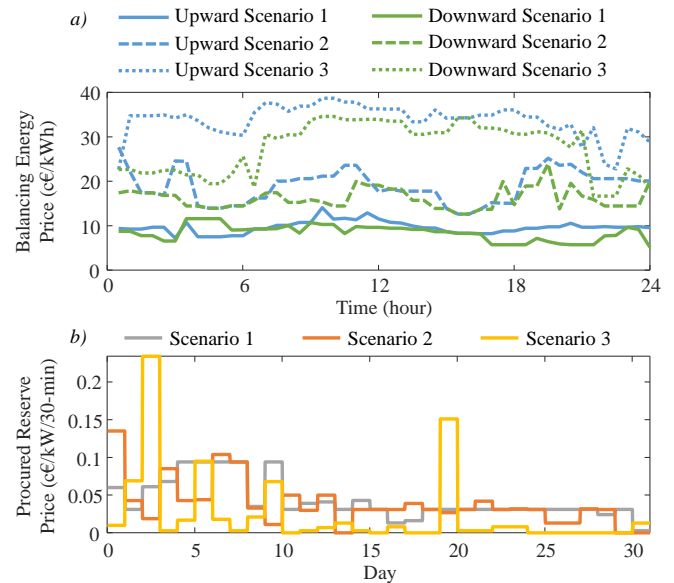 a)
Upward Scenario 1
Downward Scenario 1
Upward Scenario 2
Downward Scenario 2
Upward Scenario 3
Downward Scenario 3
Balancing Energy
Price (c€/kWh)
40
30
20
10
0
0 6 12 18 24
Time (hour)
b)
Scenario 1 Scenario 2 Scenario 3
Procured Reserve
Price (c€/kW/30-min)
0.2
0.15
0.10
0.05
0
0 5 10 15 20 25 30
Day